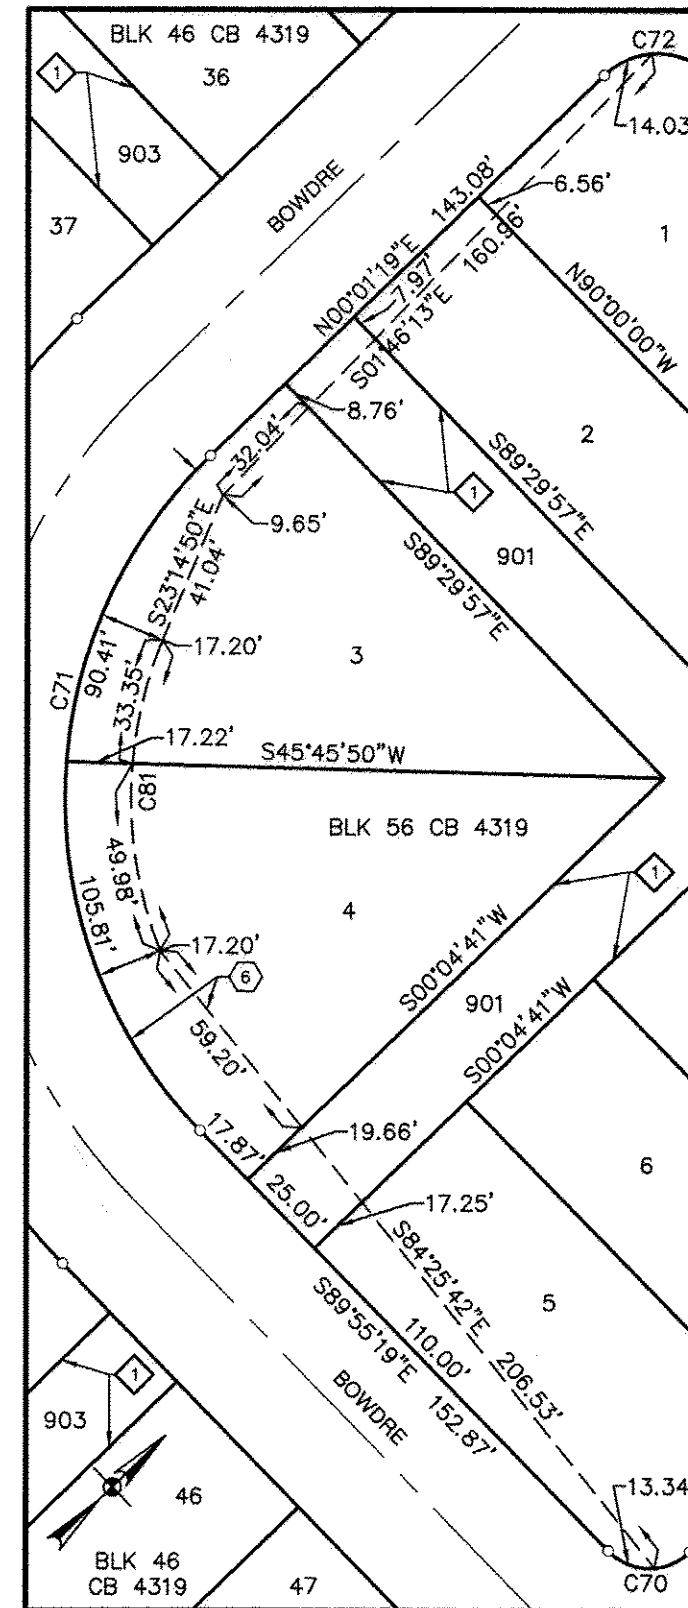 BLK 46 CB 4319
36
C72
1
14.03
903
BOWDRE
143.08'
6.56'
37
1
N00°01'19"E
7.97'
160.96'
S01°46'13"E
N90°00'00"W
8.76'
2
32.04'
S89°29'57"E
1
9.65'
S23°14'50"E
41.04'
S89°29'57"E
901
17.20'
3
90.41'
C71
33.35'
17.22'
S45°45'50"W
C81
BLK 56 CB 4319
49.98'
1
105.81'
4
17.20'
S00°04'41"W
6
901
59.20'
S00°04'41"W
17.87'
19.66'
25.00'
6
17.25'
S84°25'42"E
5
S89°55'19"E
110.00'
206.53'
1
BOWDRE
152.87'
903
46
13.34
BLK 46
CB 4319
47
C70